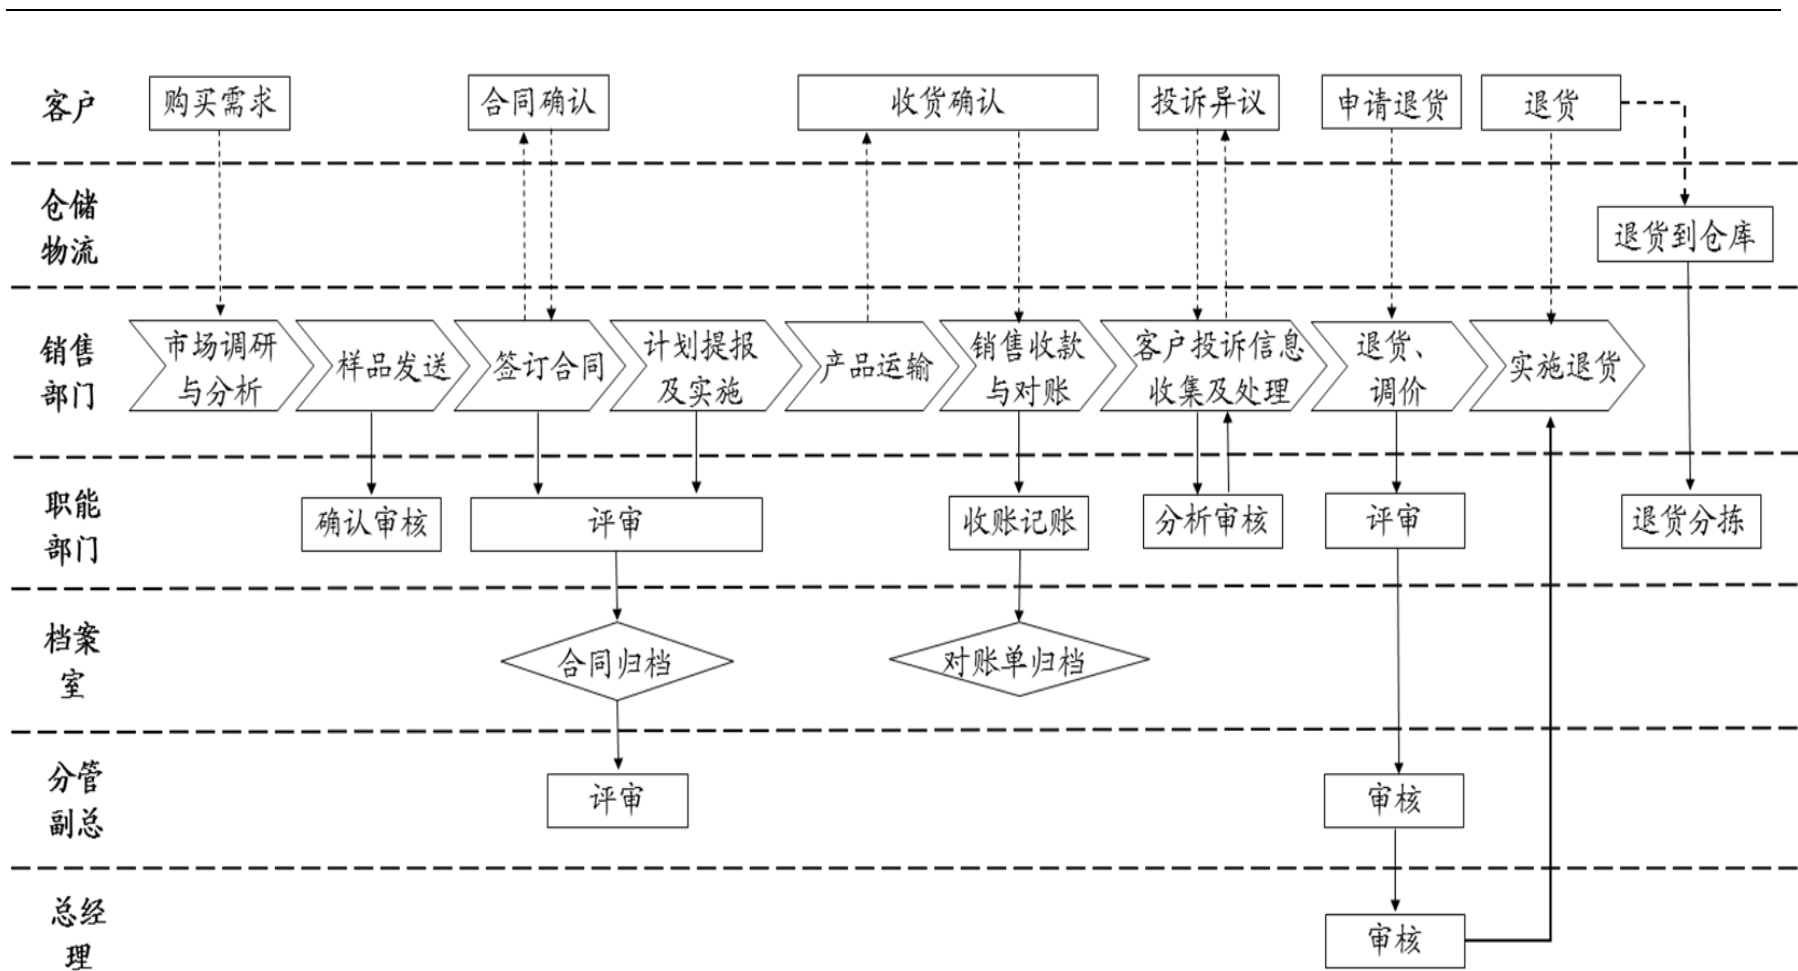 客户
购买需求
合同确认
收货确认
投诉异议
申请退货
退货
仓储
物流
退货到仓库
销售
部门
市场调研
与分析
样品发送
签订合同
计划提报
及实施
产品运输
销售收款
与对账
客户投诉信息
收集及处理
退货、
调价
实施退货
职能
部门
确认审核
评审
收账记账
分析审核
评审
退货分拣
档案
室
合同归档
对账单归档
分管
副总
评审
审核
总经
理
审核